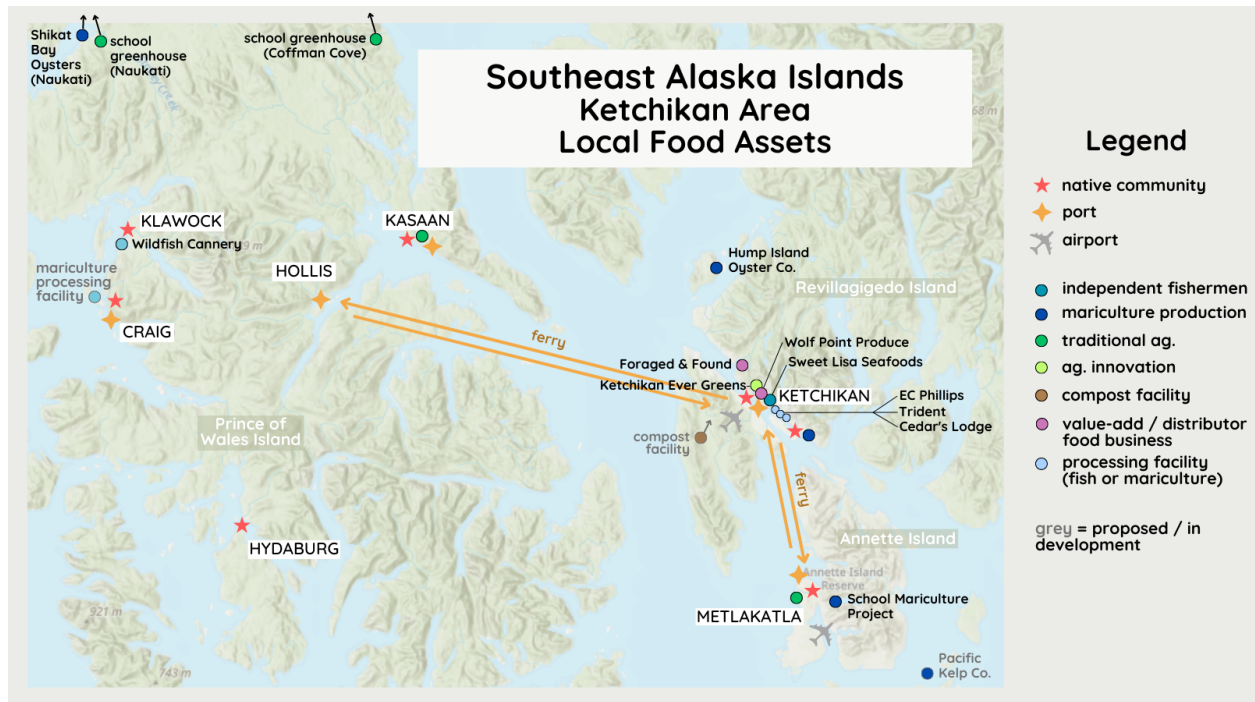 Southeast Alaska Islands
Ketchikan Area
Local Food Assets
Shikat
Bay
Oysters
(Naukati)
school
greenhouse
(Naukati)
school greenhouse
(Coffman Cove)
68 m
Creek
KLAWOCK
Wildfish Cannery
9 m
mariculture
processing
facility
CRAIG
HOLLIS
KASAAN
ferry
Hump Island
Oyster Co.
Revillagigedo Island
Wolf Point Produce
Sweet Lisa Seafoods
Foraged & Found
Ketchikan Ever Greens
KETCHIKAN
EC Phillips
Trident
Cedar's Lodge
compost
facility
Prince of
Wales Island
ferry
HYDABURG
Annette Island
Annette Island
Reserve
METLAKATLA
School Mariculture
Project
921 m
743 m
Pacific
Kelp Co.
Legend
native community
port
airport
independent fishermen
mariculture production
traditional ag.
ag. innovation
compost facility
value-add / distributor
food business
processing facility
(fish or mariculture)
grey = proposed / in
development